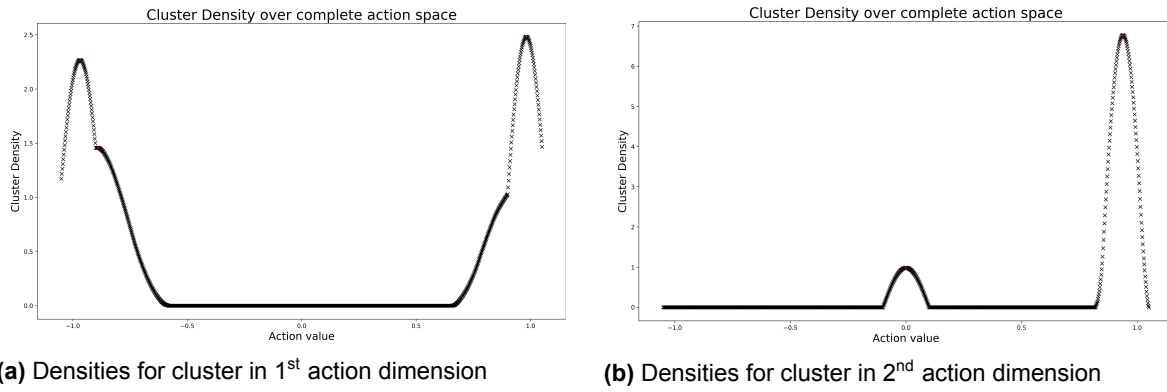 Cluster Density over complete action space
2.5
2.0
1.5
1.0
0.5
0.0
Cluster Density
−1.0 −0.5 0.0 0.5 1.0
Action value
(a) Densities for cluster in 1st action dimension
Cluster Density over complete action space
7
6
5
4
3
2
1
0
Cluster Density
−1.0 −0.5 0.0 0.5 1.0
Action value
(b) Densities for cluster in 2nd action dimension